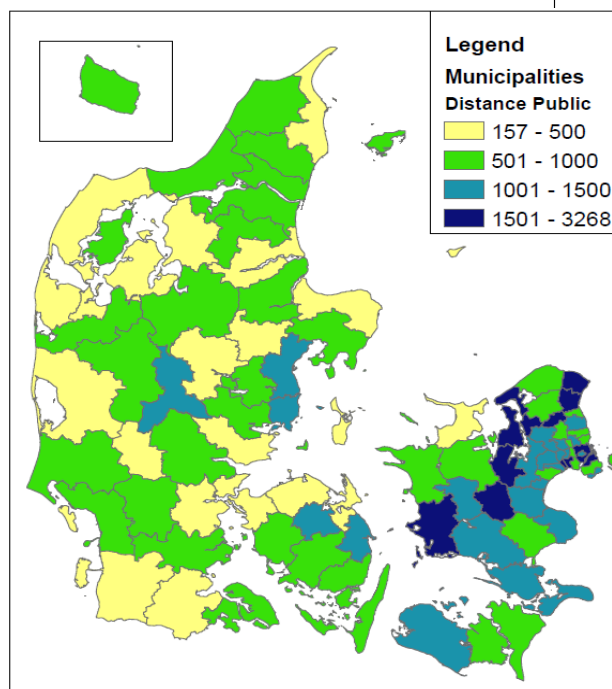 Legend
Municipalities
Distance Public
157 - 500
501 - 1000
1001 - 1500
1501 - 3268